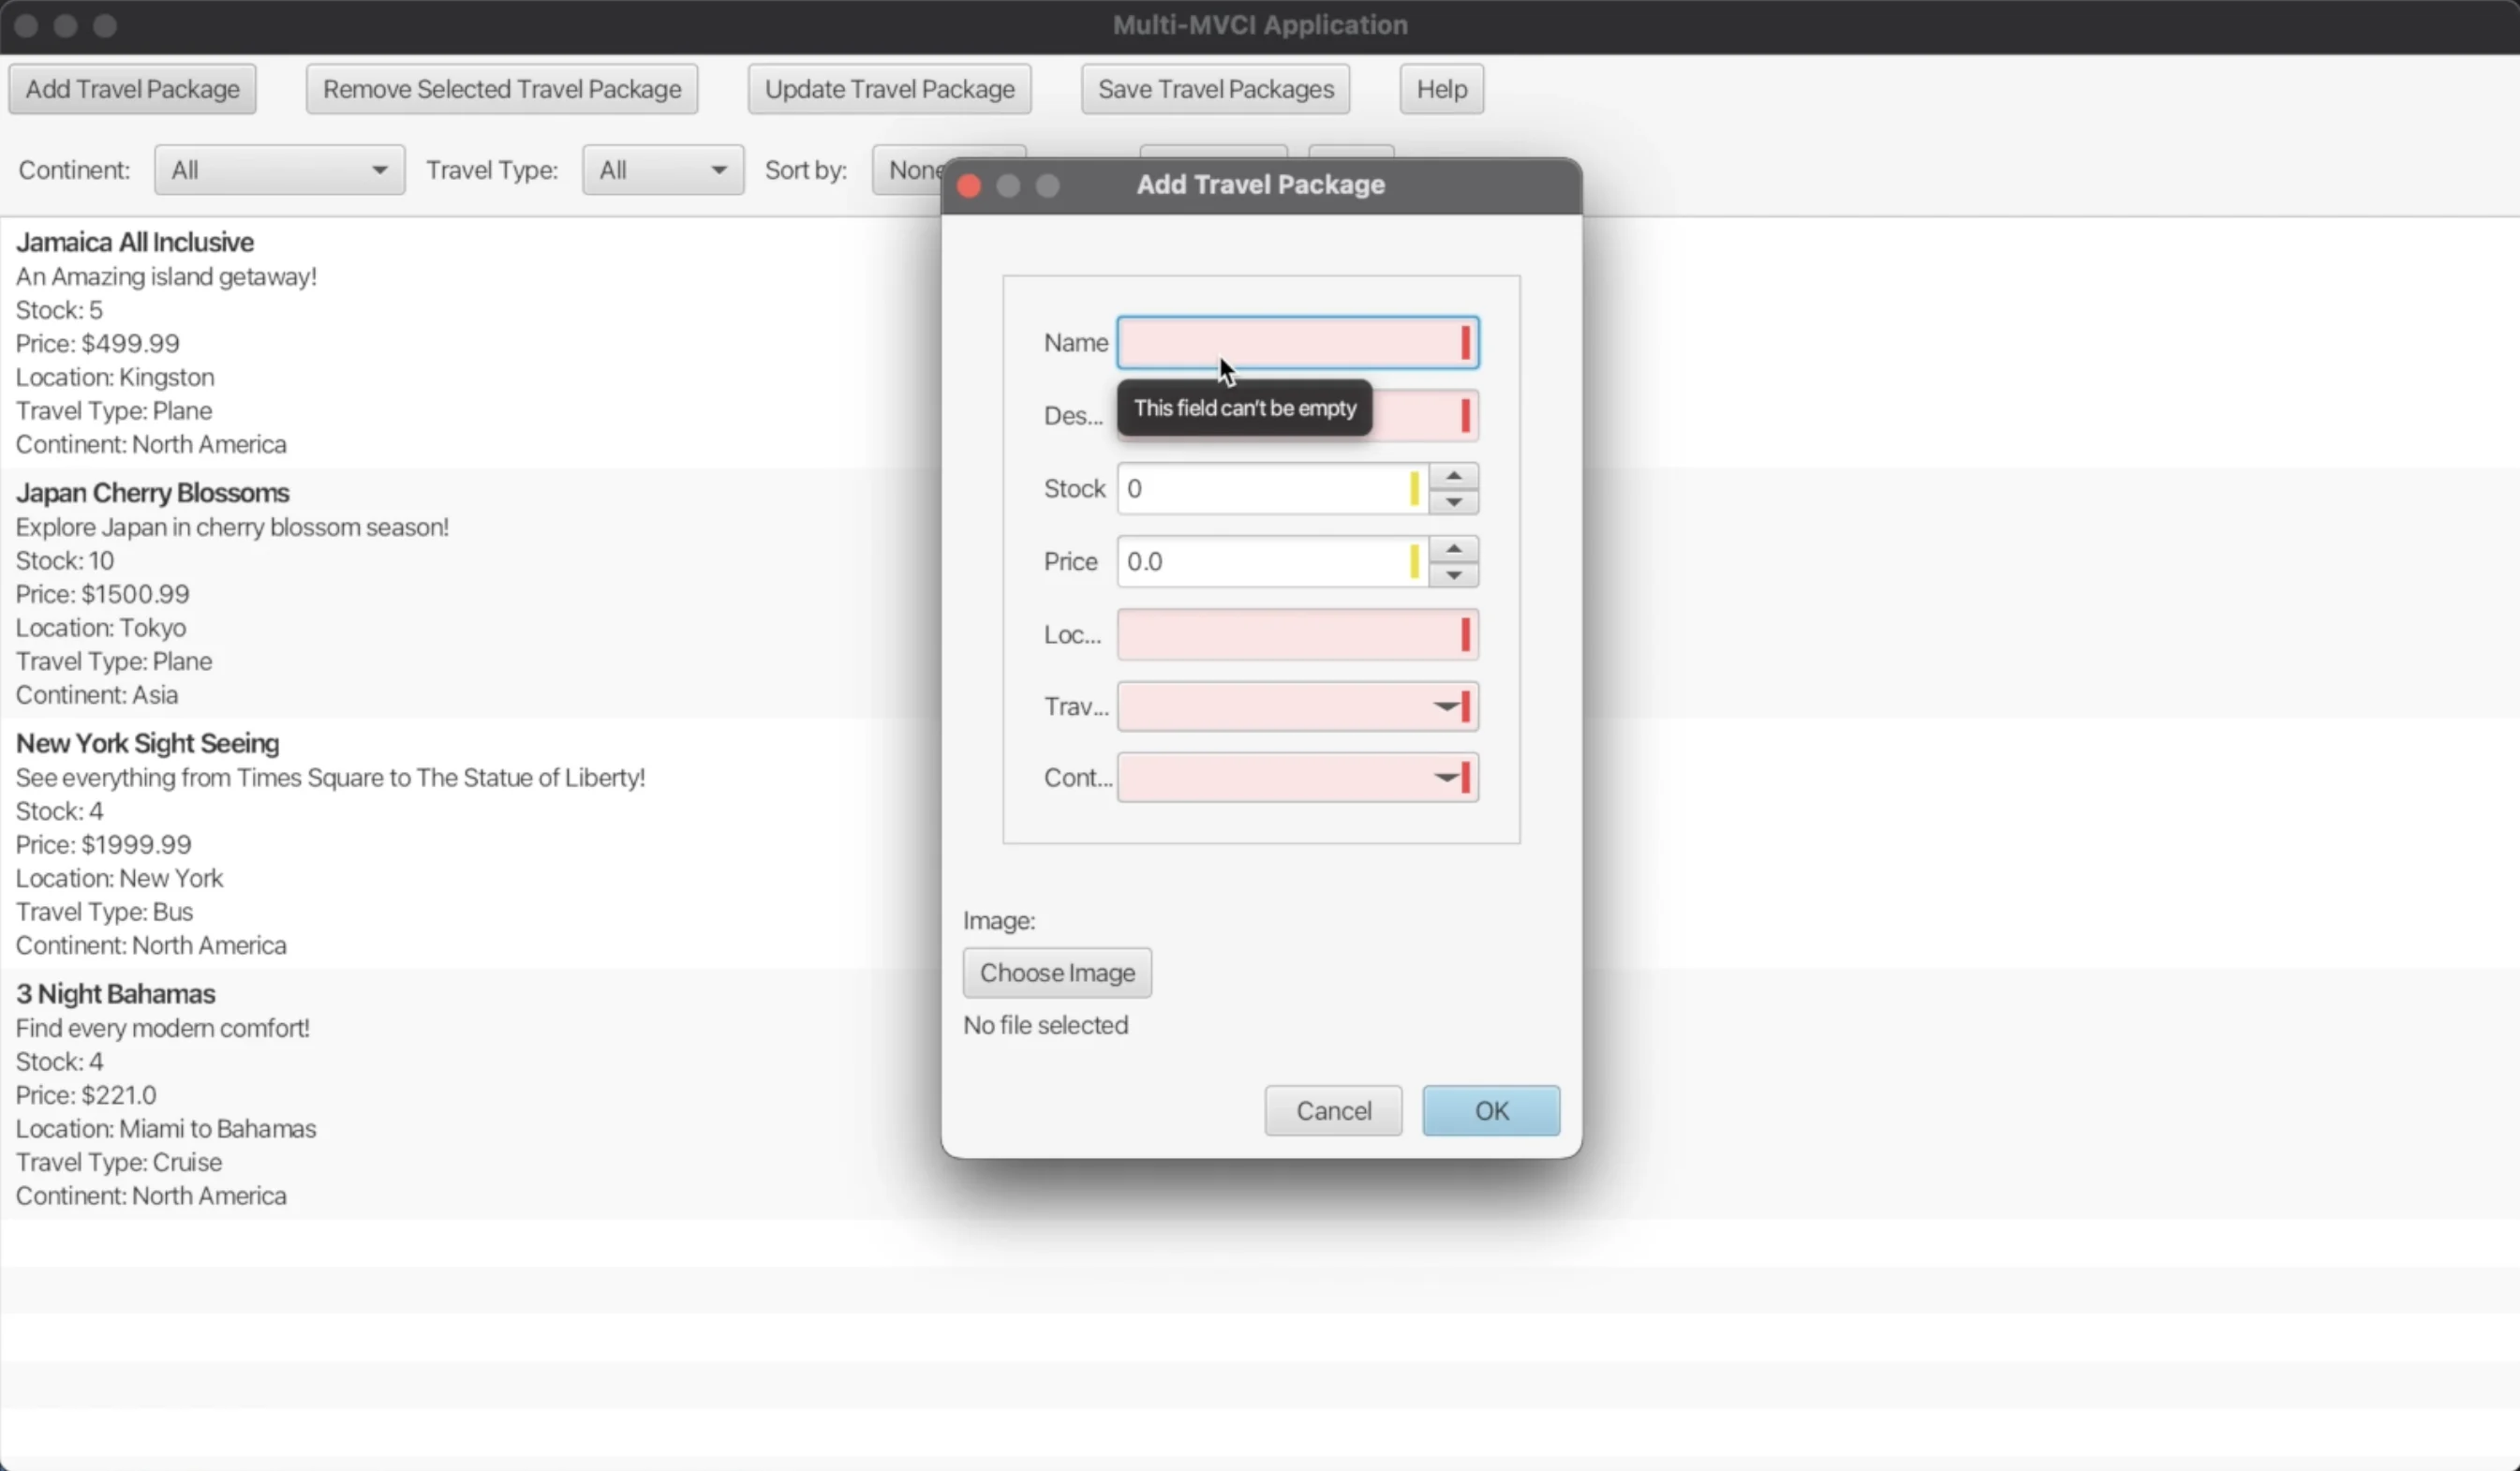 Multi-MVCI Application
Add Travel Package Remove Selected Travel Package Update Travel Package Save Travel Packages Help
Continent: All Travel Type: All Sort by: None
Jamaica All Inclusive
An Amazing island getaway!
Stock: 5
Price: $499.99
Location: Kingston
Travel Type: Plane
Continent: North America
Japan Cherry Blossoms
Explore Japan in cherry blossom season!
Stock: 10
Price: $1500.99
Location: Tokyo
Travel Type: Plane
Continent: Asia
New York Sight Seeing
See everything from Times Square to The Statue of Liberty!
Stock: 4
Price: $1999.99
Location: New York
Travel Type: Bus
Continent: North America
3 Night Bahamas
Find every modern comfort!
Stock: 4
Price: $221.0
Location: Miami to Bahamas
Travel Type: Cruise
Continent: North America
Add Travel Package
Name
This field can't be empty
Des...
Stock 0
Price 0.0
Loc...
Trav...
Cont...
Image:
Choose Image
No file selected
Cancel OK